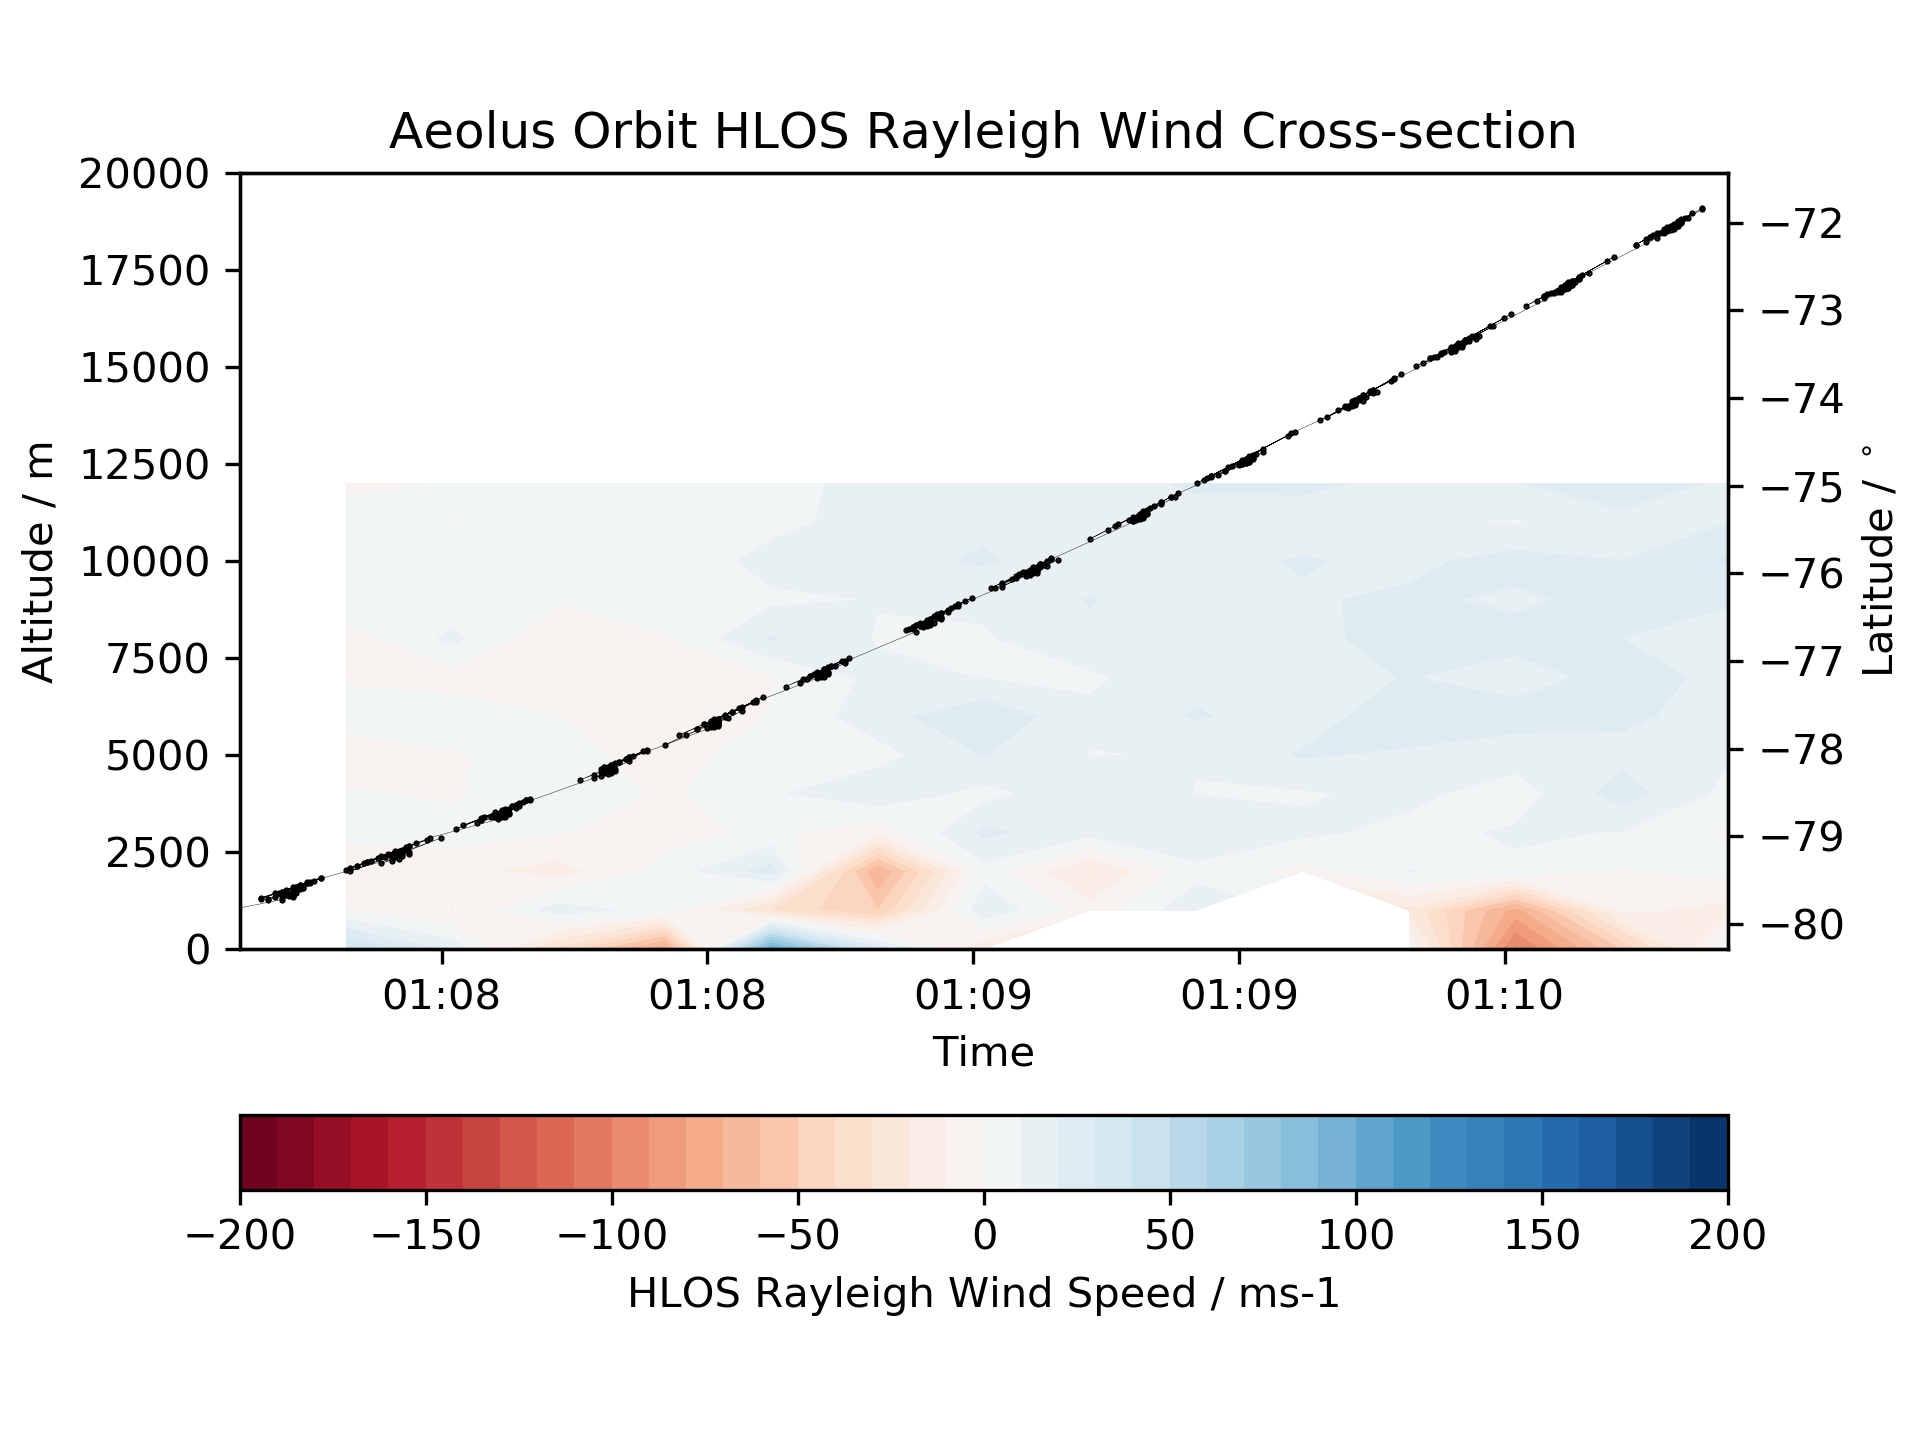 Aeolus Orbit HLOS Rayleigh Wind Cross-section
20000
17500
15000
12500
10000
7500
5000
2500
0
Altitude / m
−72
−73
−74
−75
−76
−77
−78
−79
−80
Latitude / °
01:08 01:08 01:09 01:09 01:10
Time
−200 −150 −100 −50 0 50 100 150 200
HLOS Rayleigh Wind Speed / ms-1